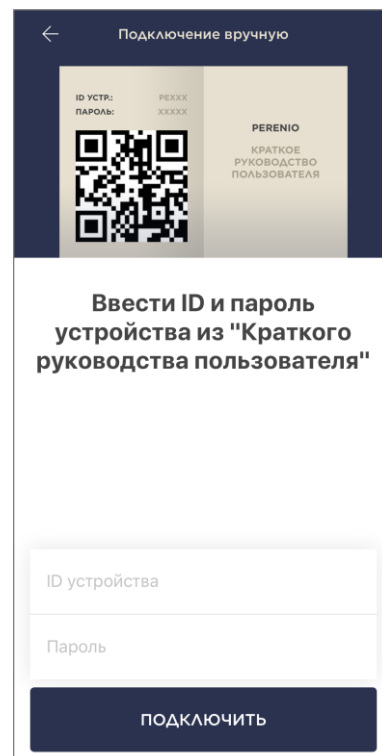 Подключение вручную
ID УСТР.: PEXXX
ПАРОЛЬ: XXXXX
PERENIO
КРАТКОЕ
РУКОВОДСТВО
ПОЛЬЗОВАТЕЛЯ
Ввести ID и пароль
устройства из "Краткого
руководства пользователя"
ID устройства
Пароль
ПОДКЛЮЧИТЬ